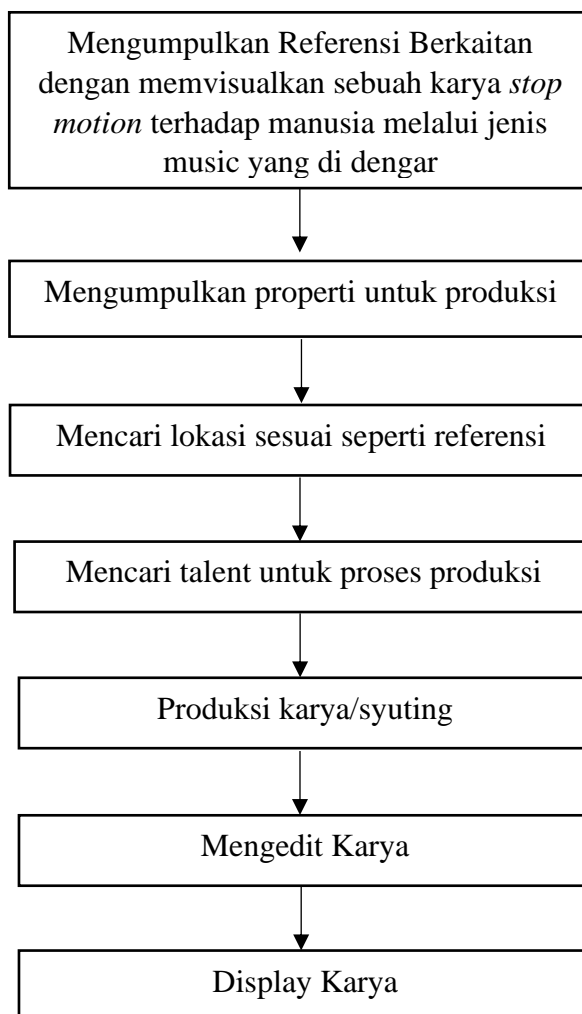 Mengumpulkan Referensi Berkaitan
dengan memvisualkan sebuah karya stop
motion terhadap manusia melalui jenis
music yang di dengar
Mengumpulkan properti untuk produksi
Mencari lokasi sesuai seperti referensi
Mencari talent untuk proses produksi
Produksi karya/syuting
Mengedit Karya
Display Karya